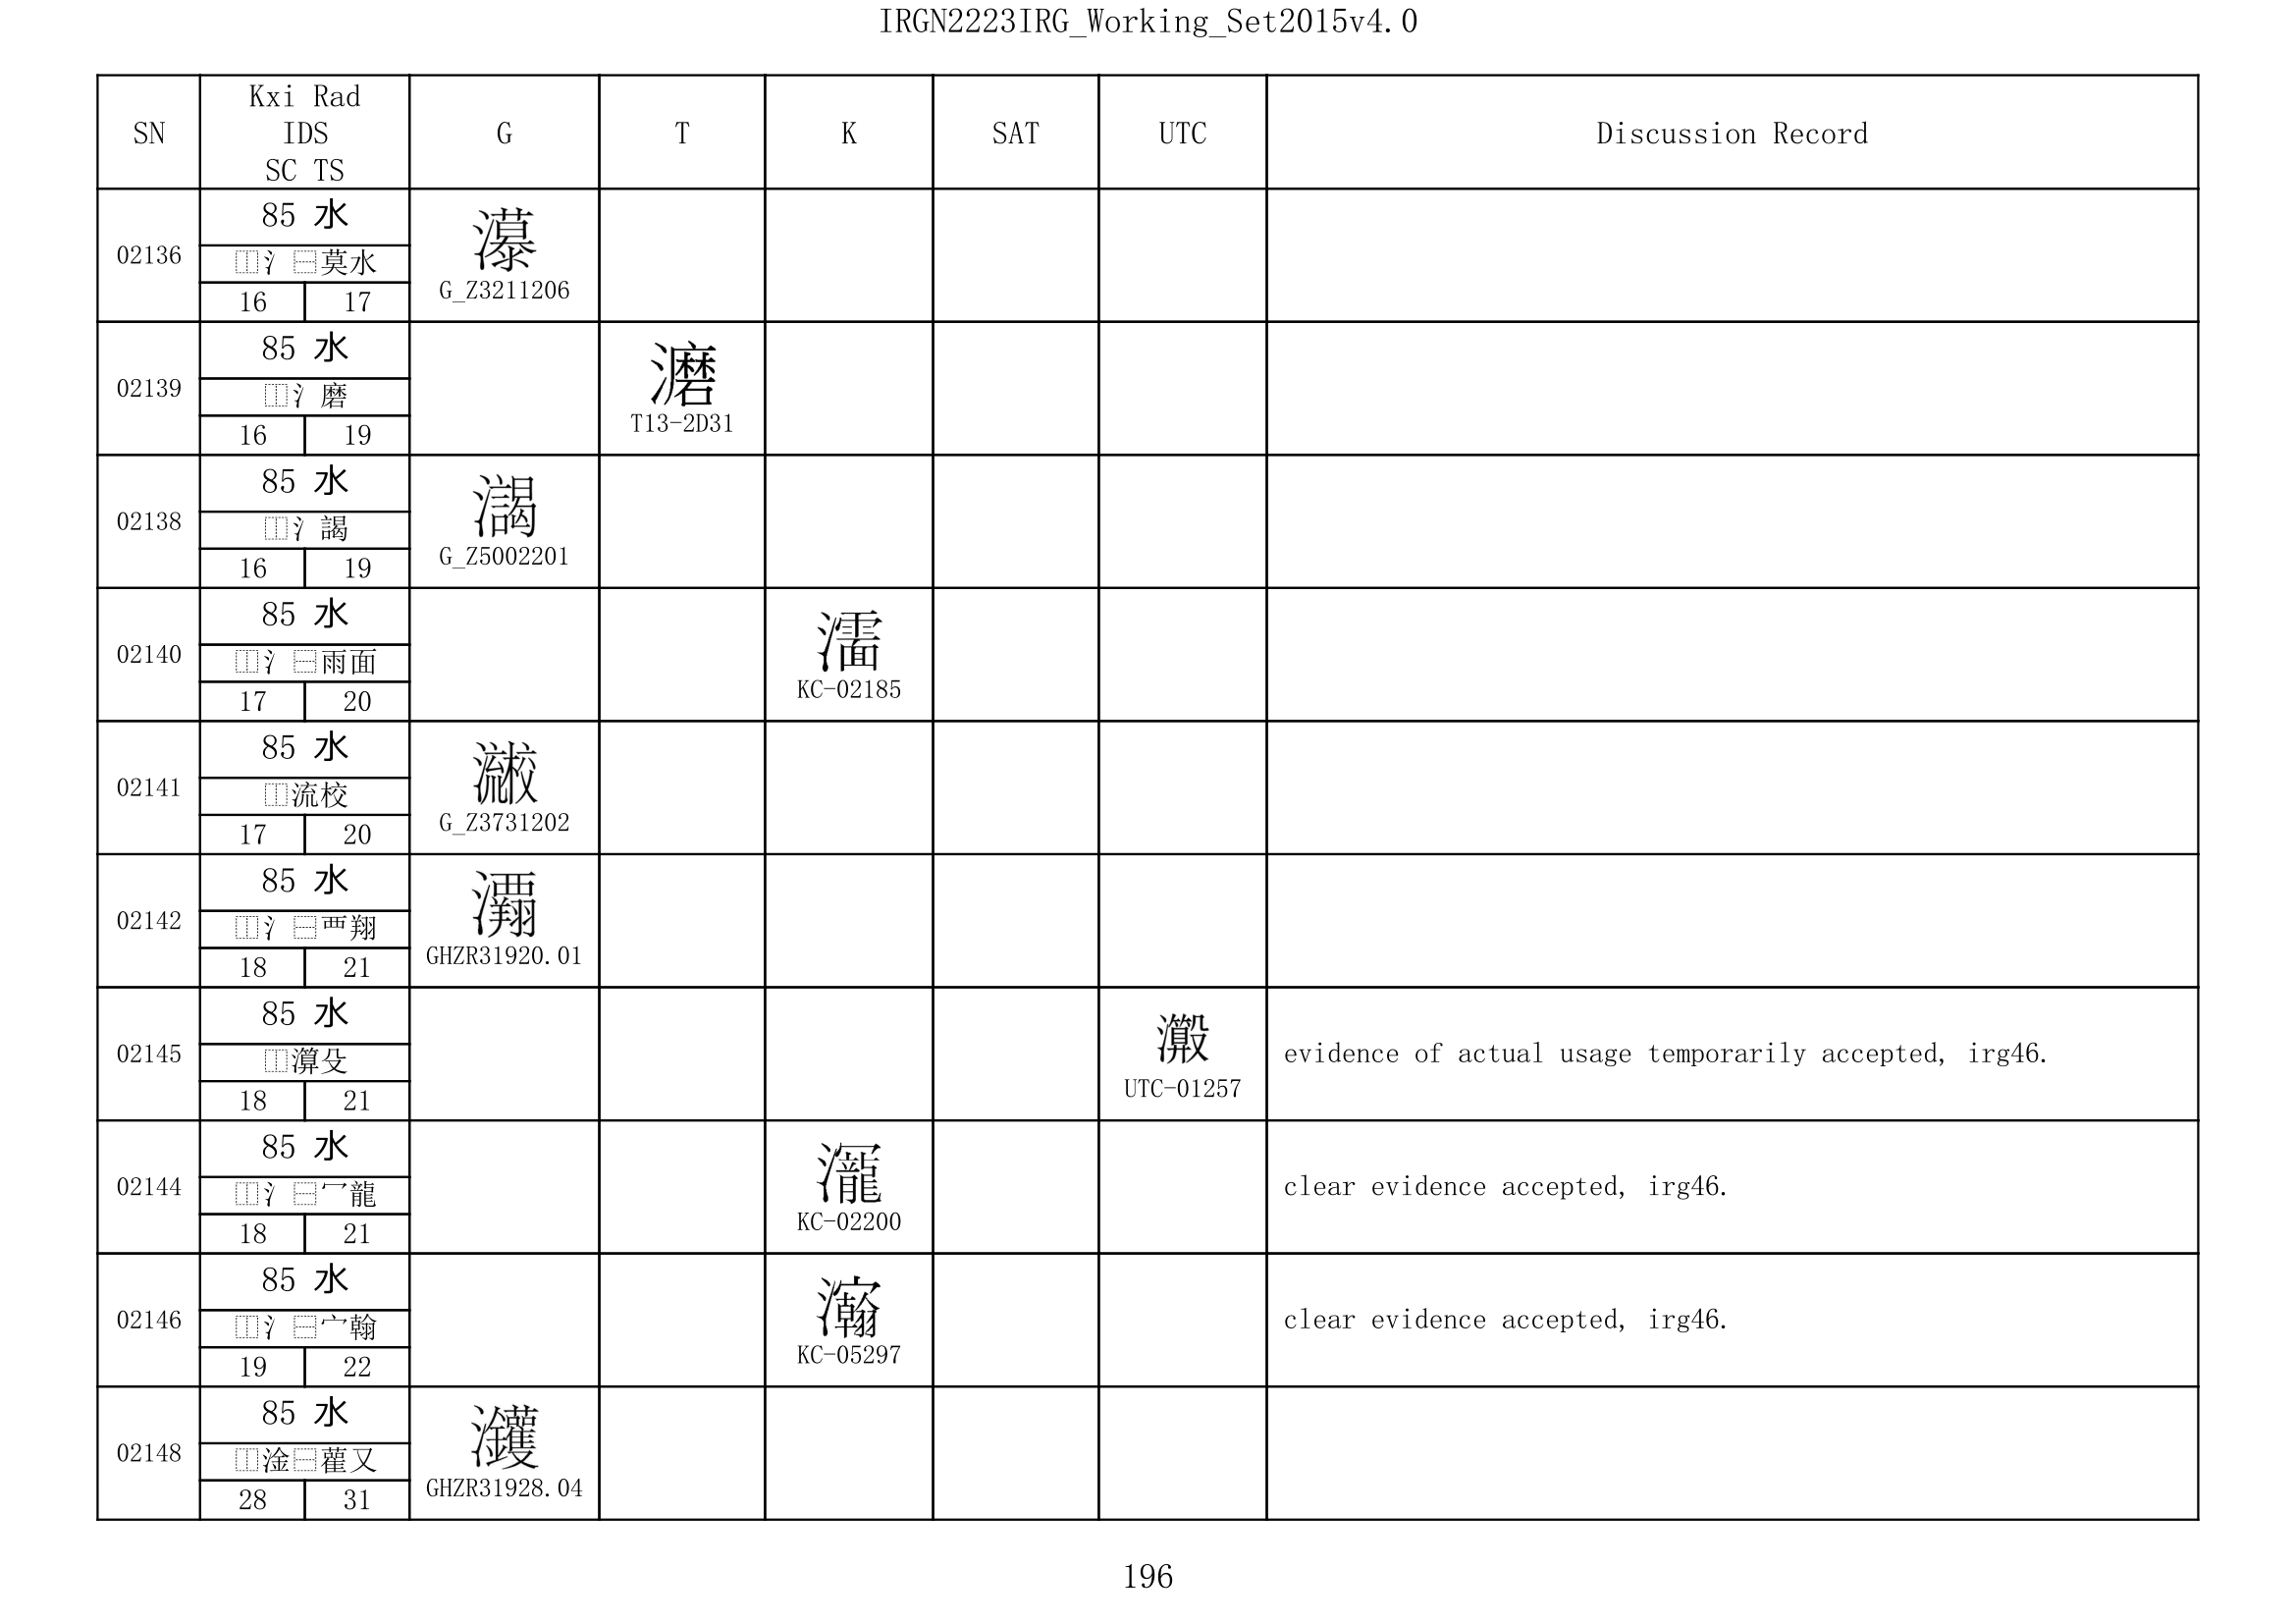 IRGN2223IRG_Working_Set2015v4.0
SN Kxi Rad IDS SC TS G T K SAT UTC Discussion Record
85 水
02136
⿰氵⿱莫水
16 17
G_Z3211206
85 水
02139
⿰氵磨
16 19
T13-2D31
85 水
02138
⿰氵謁
16 19
G_Z5002201
85 水
02140
⿰氵⿱雨面
17 20
KC-02185
85 水
02141
⿰流校
17 20
G_Z3731202
85 水
02142
⿰氵⿱覀翔
18 21
GHZR31920.01
85 水
02145
⿰濣殳
18 21
UTC-01257
evidence of actual usage temporarily accepted, irg46.
85 水
02144
⿰氵⿱冖龍
18 21
KC-02200
clear evidence accepted, irg46.
85 水
02146
⿰氵⿱宀翰
19 22
KC-05297
clear evidence accepted, irg46.
85 水
02148
⿰淦⿱雚又
28 31
GHZR31928.04
196